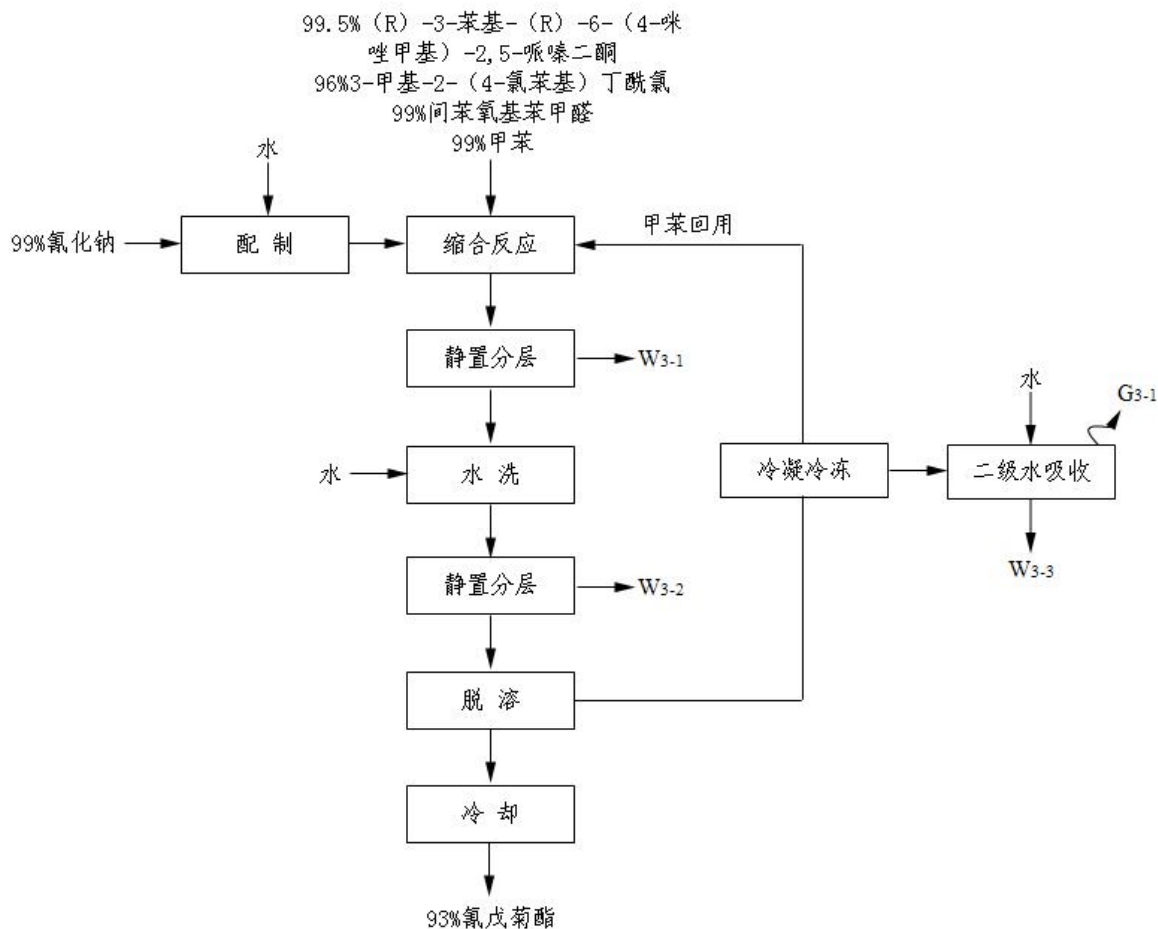 99.5%（R）-3-苯基-（R）-6-（4-咪
唑甲基）-2,5-哌嗪二酮
96%3-甲基-2-（4-氯苯基）丁酰氯
99%间苯氧基苯甲醛
99%甲苯
水
99%氰化钠
配 制
缩合反应
甲苯回用
静置分层
W3-1
水
G3-1
水
水 洗
冷凝冷冻
二级水吸收
静置分层
W3-2
W3-3
脱 溶
冷 却
93%氰戊菊酯